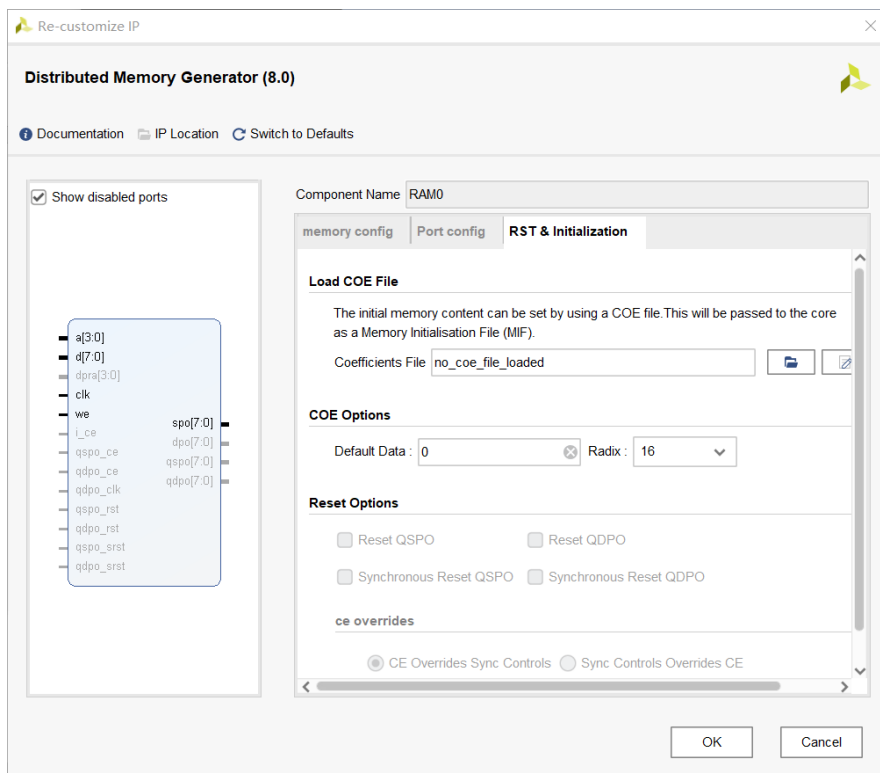 Re-customize IP
Distributed Memory Generator (8.0)
Documentation IP Location Switch to Defaults
Show disabled ports
a[3:0]
d[7:0]
dpra[3:0]
clk
we
i_ce
qspo_ce
qdpo_ce
qdpo_clk
qspo_rst
qdpo_rst
qspo_srst
qdpo_srst
spo[7:0]
dpo[7:0]
qspo[7:0]
qdpo[7:0]
Component Name RAM0
memory config Port config RST & Initialization
Load COE File
The initial memory content can be set by using a COE file.This will be passed to the core
as a Memory Initialisation File (MIF).
Coefficients File no_coe_file_loaded
COE Options
Default Data : 0 Radix : 16
Reset Options
Reset QSPO Reset QDPO
Synchronous Reset QSPO Synchronous Reset QDPO
ce overrides
CE Overrides Sync Controls Sync Controls Overrides CE
OK Cancel